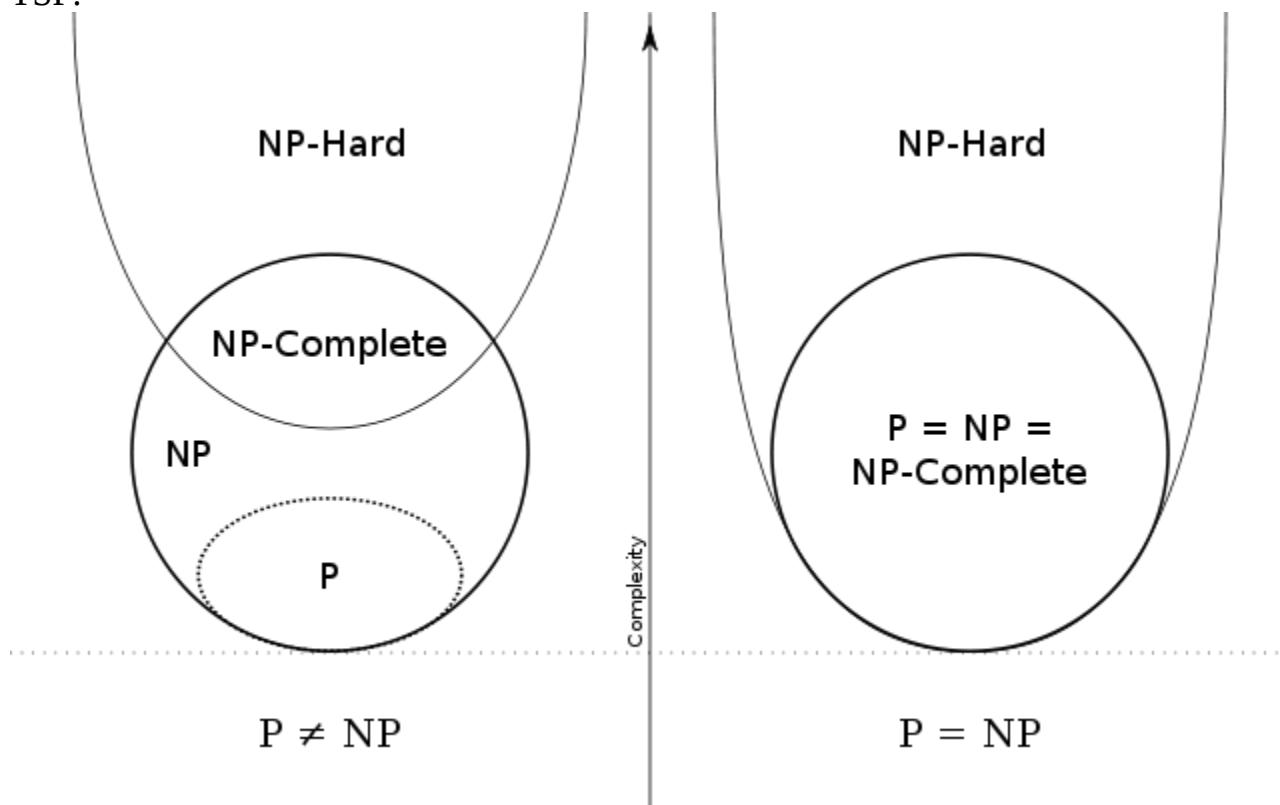 NP-Hard
NP-Complete
NP
P
P ≠ NP
Complexity
NP-Hard
P = NP =
NP-Complete
P = NP